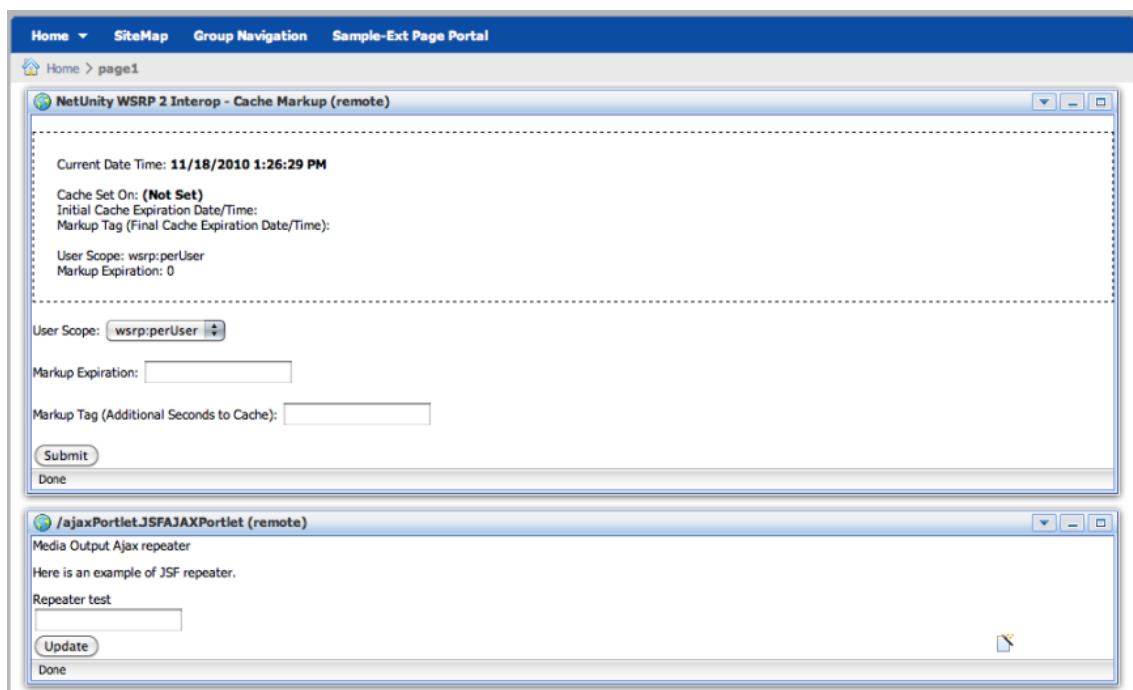 Home SiteMap Group Navigation Sample-Ext Page Portal
Home > page1
NetUnity WSRP 2 Interop - Cache Markup (remote)
Current Date Time: 11/18/2010 1:26:29 PM
Cache Set On: (Not Set)
Initial Cache Expiration Date/Time:
Markup Tag (Final Cache Expiration Date/Time):
User Scope: wsrp:perUser
Markup Expiration: 0
User Scope: wsrp:perUser
Markup Expiration:
Markup Tag (Additional Seconds to Cache):
Submit
Done
/ajaxPortlet.JSFAJAXPortlet (remote)
Media Output Ajax repeater
Here is an example of JSF repeater.
Repeater test
Update
Done